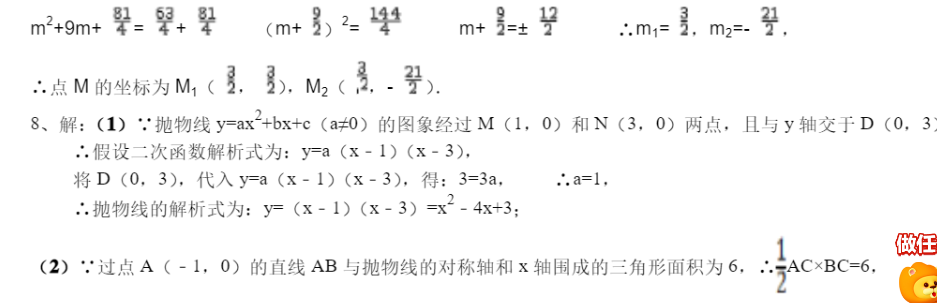 m²+9m+ 81/4 = 63/4 + 81/4 （m+ 9/2）²= 144/4 m+ 9/2=± 12/2 ∴m₁= 3/2，m₂=- 21/2，
∴点 M 的坐标为 M₁（ 3/2， 3/2），M₂（ 3/2，- 21/2）.
8、解：（1）∵抛物线 y=ax²+bx+c（a≠0）的图象经过 M（1，0）和 N（3，0）两点，且与 y 轴交于 D（0，3）
∴假设二次函数解析式为：y=a（x﹣1）（x﹣3），
将 D（0，3），代入 y=a（x﹣1）（x﹣3），得：3=3a， ∴a=1，
∴抛物线的解析式为：y=（x﹣1）（x﹣3）=x²﹣4x+3；
（2）∵过点 A（﹣1，0）的直线 AB 与抛物线的对称轴和 x 轴围成的三角形面积为 6，∴1/2AC×BC=6，
做任